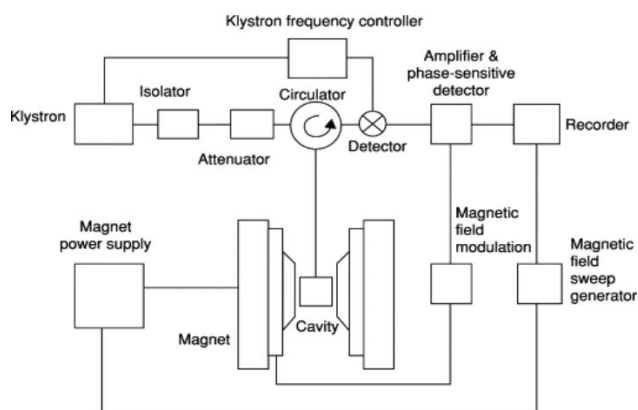 Klystron frequency controller
Amplifier &
phase-sensitive
detector
Isolator
Circulator
Klystron
Recorder
Attenuator
Detector
Magnet
power supply
Magnetic
field
modulation
Magnetic
field
sweep
generator
Cavity
Magnet